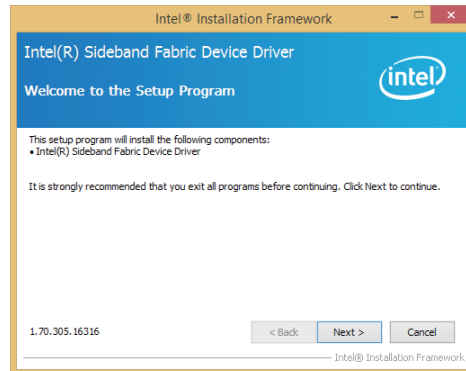 Intel® Installation Framework
Intel(R) Sideband Fabric Device Driver
Welcome to the Setup Program
intel
This setup program will install the following components:
• Intel(R) Sideband Fabric Device Driver
It is strongly recommended that you exit all programs before continuing. Click Next to continue.
1.70.305.16316
< Back
Next >
Cancel
Intel® Installation Framework